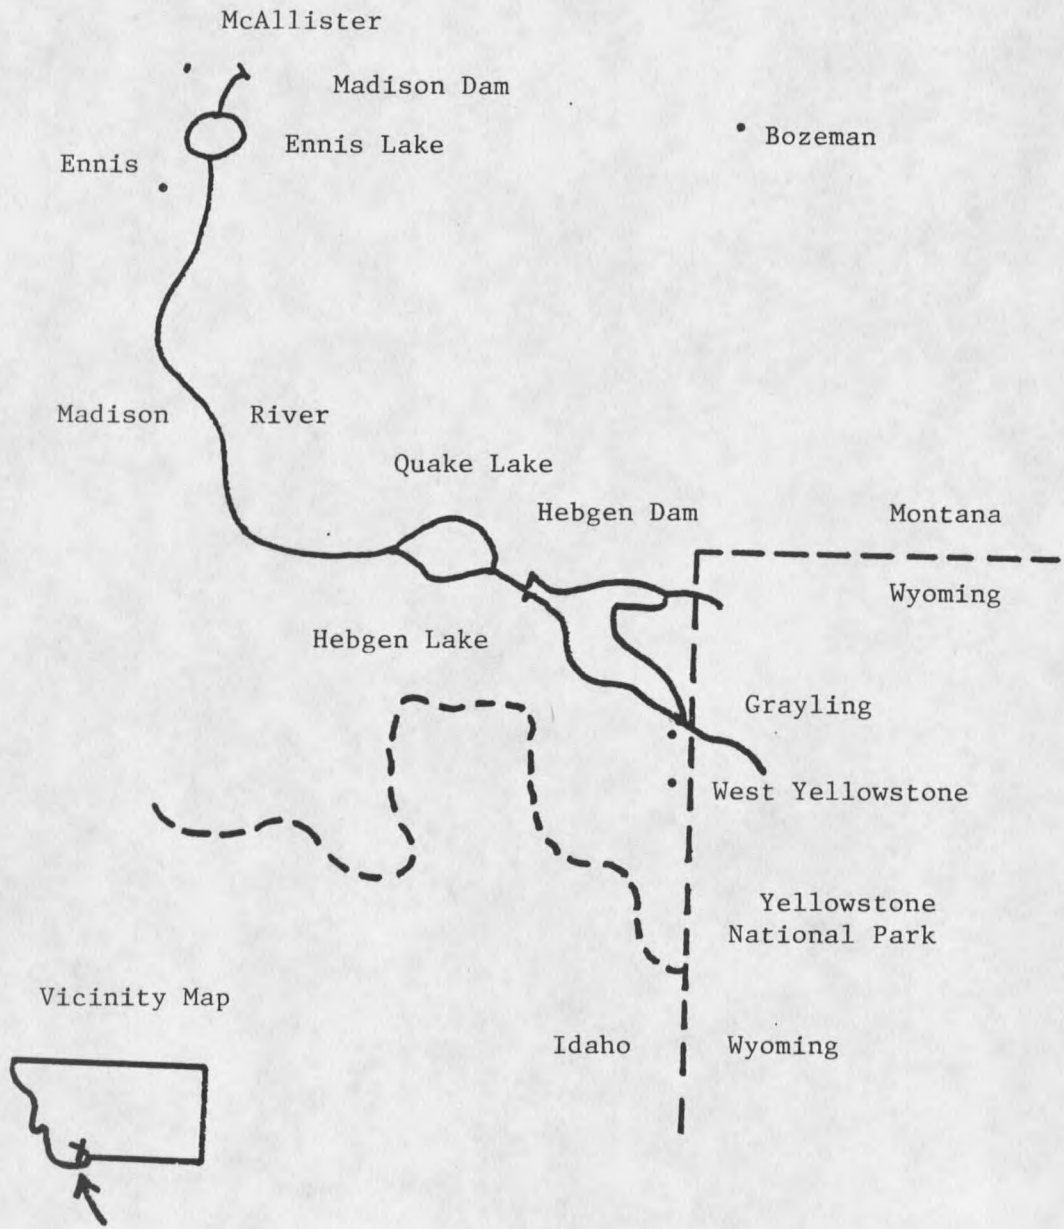 McAllister
Madison Dam
Bozeman
Ennis Lake
Ennis
Madison River
Quake Lake
Hebgen Dam
Montana
Wyoming
Hebgen Lake
Grayling
West Yellowstone
Yellowstone
National Park
Vicinity Map
Idaho
Wyoming